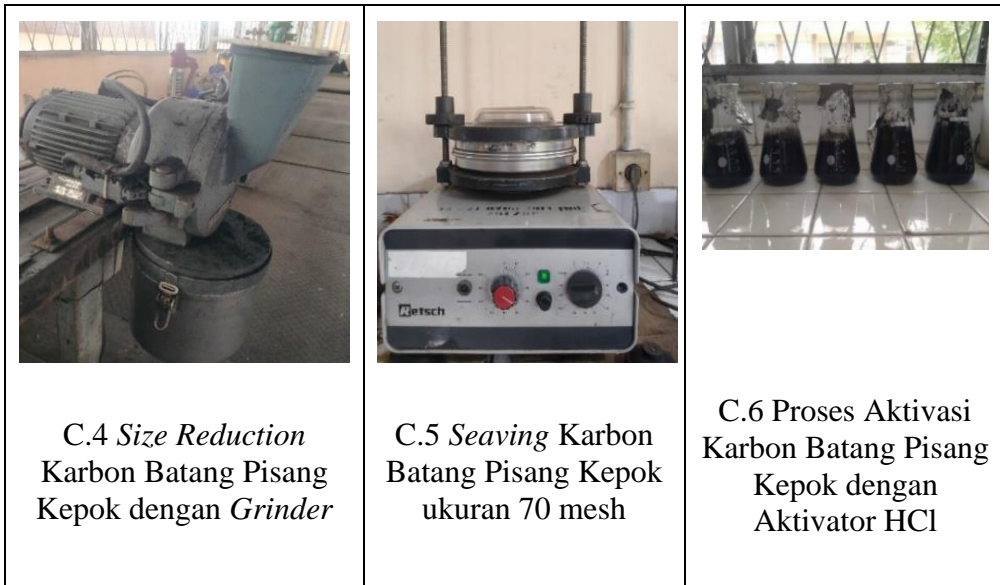 Retsch
C.4 Size Reduction
Karbon Batang Pisang
Kepok dengan Grinder
C.5 Seaving Karbon
Batang Pisang Kepok
ukuran 70 mesh
C.6 Proses Aktivasi
Karbon Batang Pisang
Kepok dengan
Aktivator HCl